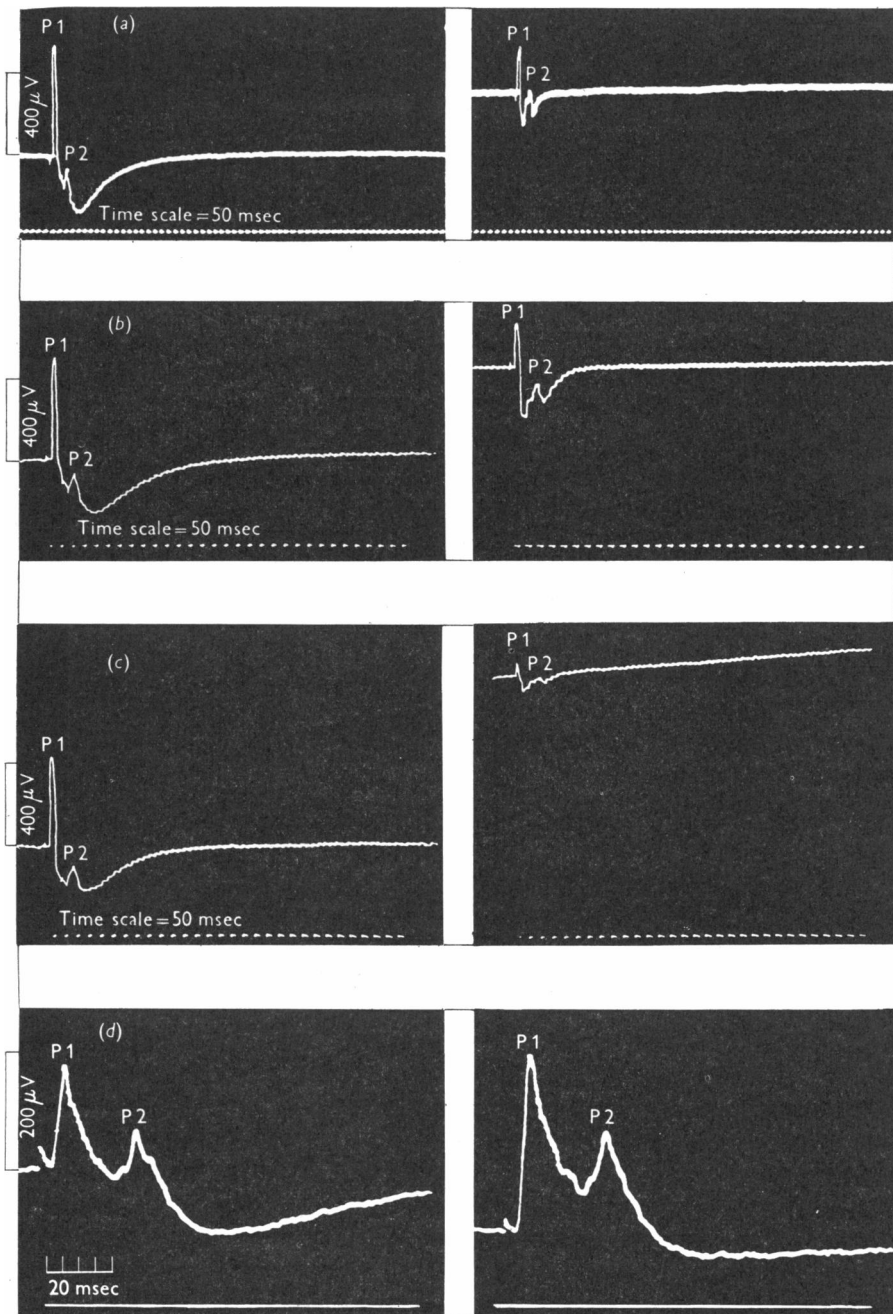 (a)
P1
P2
400 μV
Time scale = 50 msec
P1
P2
(b)
P1
P2
400 μV
Time scale = 50 msec
P1
P2
(c)
P1
P2
400 μV
Time scale = 50 msec
P1
P2
(d)
P1
P2
200 μV
20 msec
P1
P2